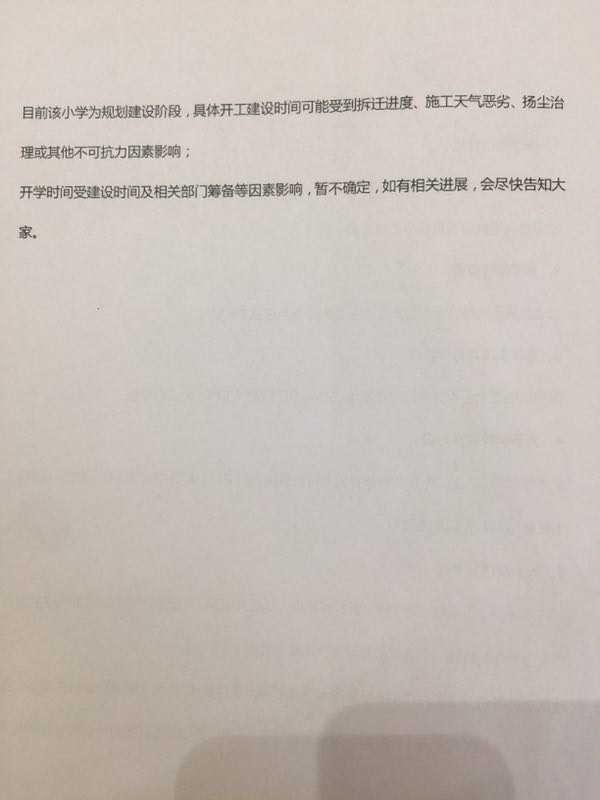 目前该小学为规划建设阶段，具体开工建设时间可能受到拆迁进度、施工天气恶劣、扬尘治
理或其他不可抗力因素影响；
开学时间受建设时间及相关部门筹备等因素影响，暂不确定，如有相关进展，会尽快告知大
家。